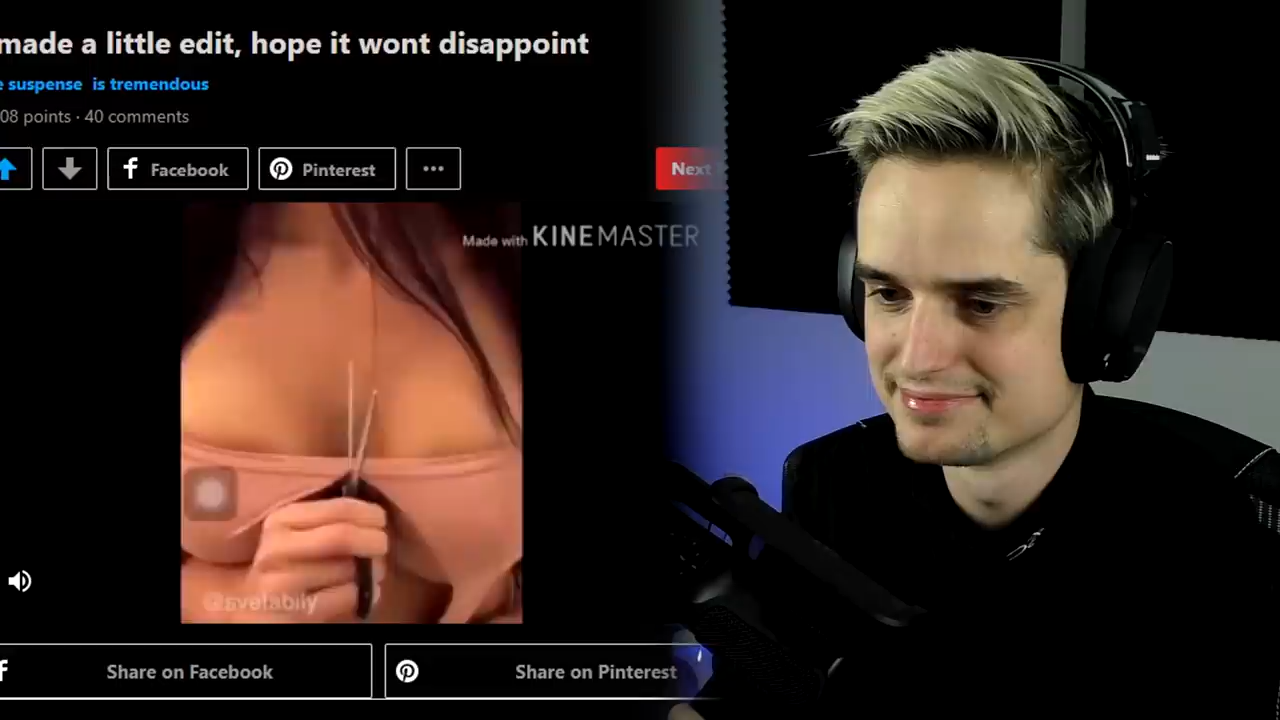 made a little edit, hope it wont disappoint
suspense is tremendous
08 points · 40 comments
Facebook
Pinterest
Next
Made with KINEMASTER
@svetabily
Share on Facebook
Share on Pinterest